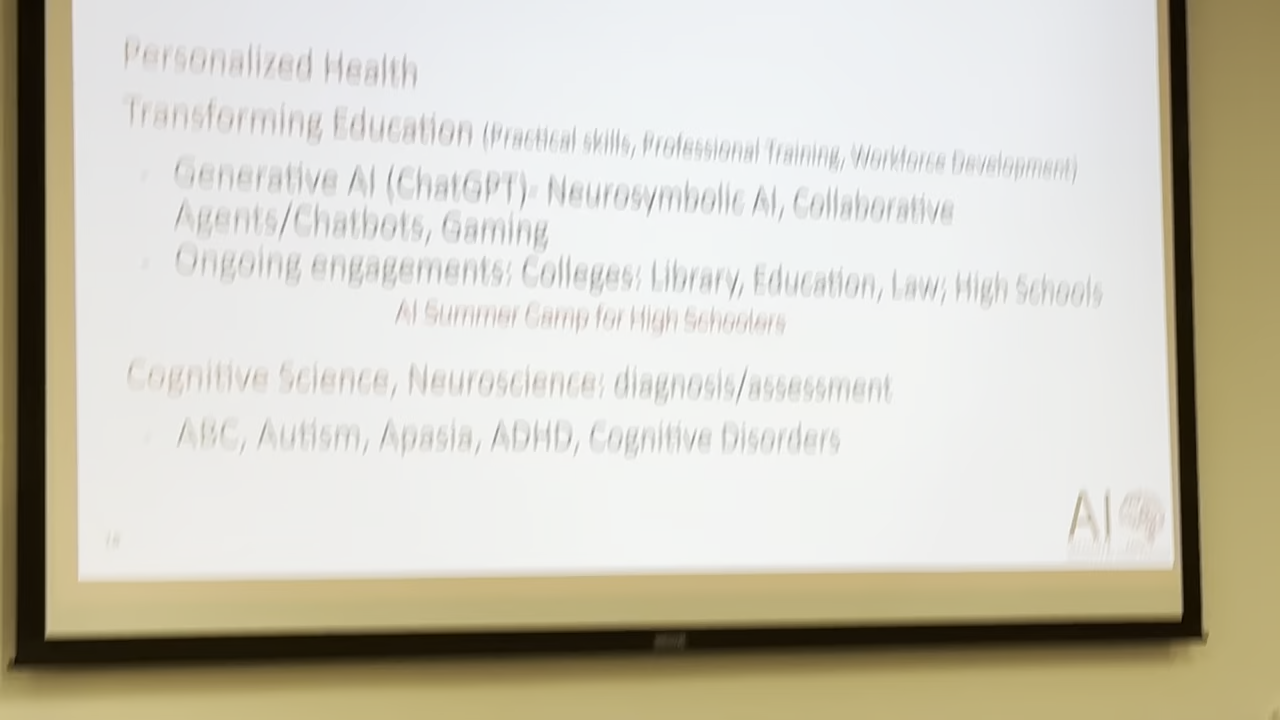 Personalized Health
Transforming Education (Practical skills, Professional Training, Workforce Development)
Generative AI (ChatGPT)- Neurosymbolic AI, Collaborative
Agents/Chatbots, Gaming
Ongoing engagements: Colleges: Library, Education, Law; High Schools
AI Summer Camp for High Schoolers
Cognitive Science, Neuroscience: diagnosis/assessment
ABC, Autism, Apasia, ADHD, Cognitive Disorders
AI